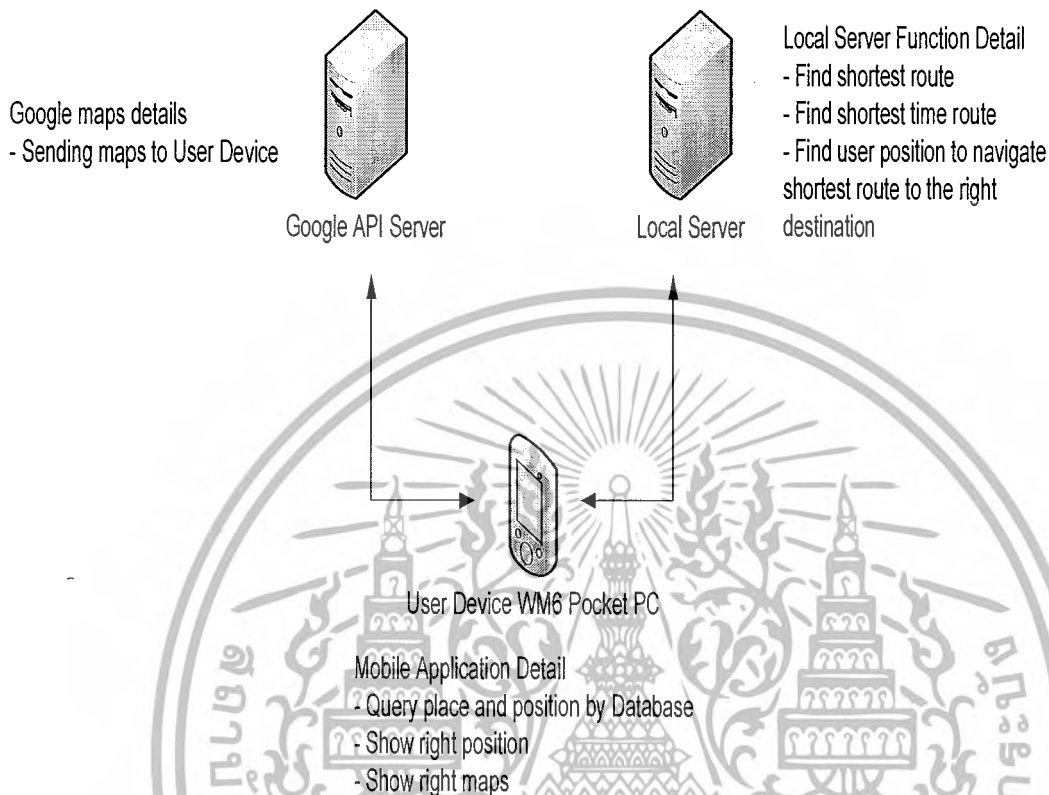 Google maps details
- Sending maps to User Device
Google API Server
Local Server
Local Server Function Detail
- Find shortest route
- Find shortest time route
- Find user position to navigate
shortest route to the right
destination
User Device WM6 Pocket PC
Mobile Application Detail
- Query place and position by Database
- Show right position
- Show right maps